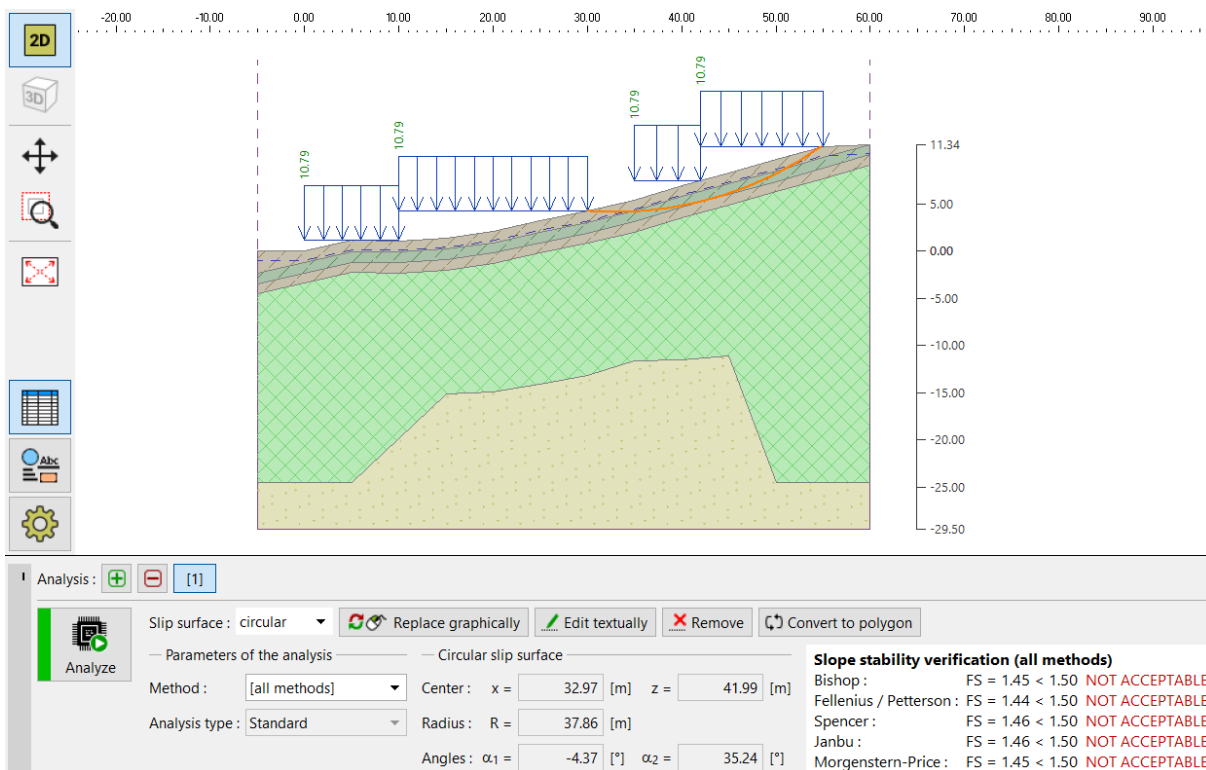 -20.00 -10.00 0.00 10.00 20.00 30.00 40.00 50.00 60.00 70.00 80.00 90.00
2D
3D
10.79
10.79
10.79
10.79
11.34
5.00
0.00
-5.00
-10.00
-15.00
-20.00
-25.00
-29.50
Abc
Analysis : [1]
Analyze
Slip surface : circular Replace graphically Edit textually Remove Convert to polygon
Parameters of the analysis Circular slip surface
Method : [all methods] Center : x = 32.97 [m] z = 41.99 [m]
Analysis type : Standard Radius : R = 37.86 [m]
Angles : α1 = -4.37 [°] α2 = 35.24 [°]
Slope stability verification (all methods)
Bishop : FS = 1.45 < 1.50 NOT ACCEPTABLE
Fellenius / Petterson : FS = 1.44 < 1.50 NOT ACCEPTABLE
Spencer : FS = 1.46 < 1.50 NOT ACCEPTABLE
Janbu : FS = 1.46 < 1.50 NOT ACCEPTABLE
Morgenstern-Price : FS = 1.45 < 1.50 NOT ACCEPTABLE